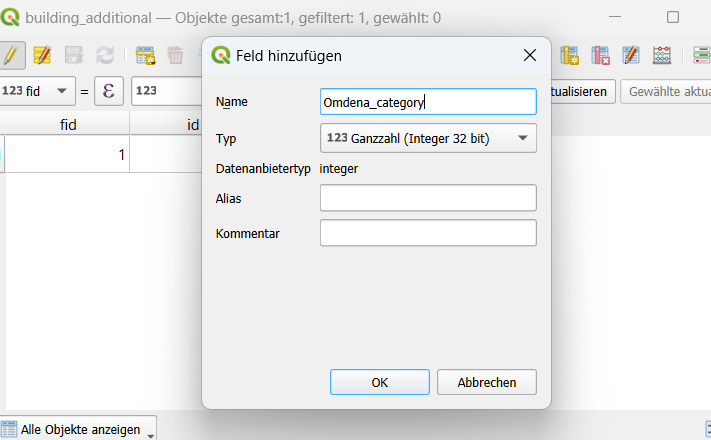 building_additional — Objekte gesamt:1, gefiltert: 1, gewählt: 0
Feld hinzufügen
123 fid
=
ε
123
tualisieren
Gewählte aktua
Name
Omdena_category
fid
id
Typ
123 Ganzzahl (Integer 32 bit)
1
Datenanbietertyp
integer
Alias
Kommentar
OK
Abbrechen
Alle Objekte anzeigen